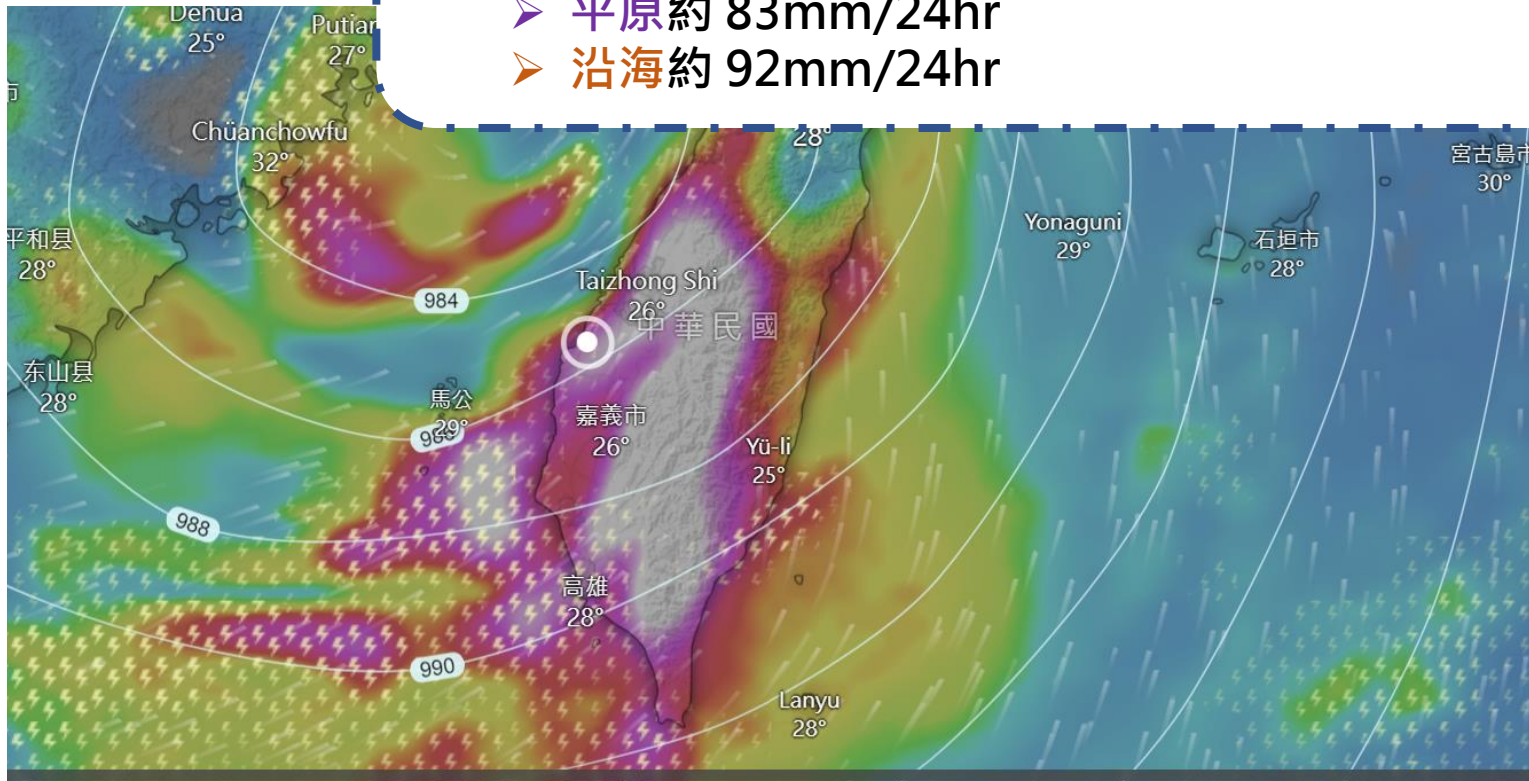 ➢ 平原約 83mm/24hr
➢ 沿海約 92mm/24hr
Dehua
25°
Putian
27°
市
Chüanchowfu
32°
28°
宮古島市
30°
平和县
28°
Yonaguni
29°
石垣市
28°
984
Taizhong Shi
26°
中華民國
东山县
28°
馬公
29°
嘉義市
26°
Yü-li
25°
988
高雄
28°
990
Lanyu
28°